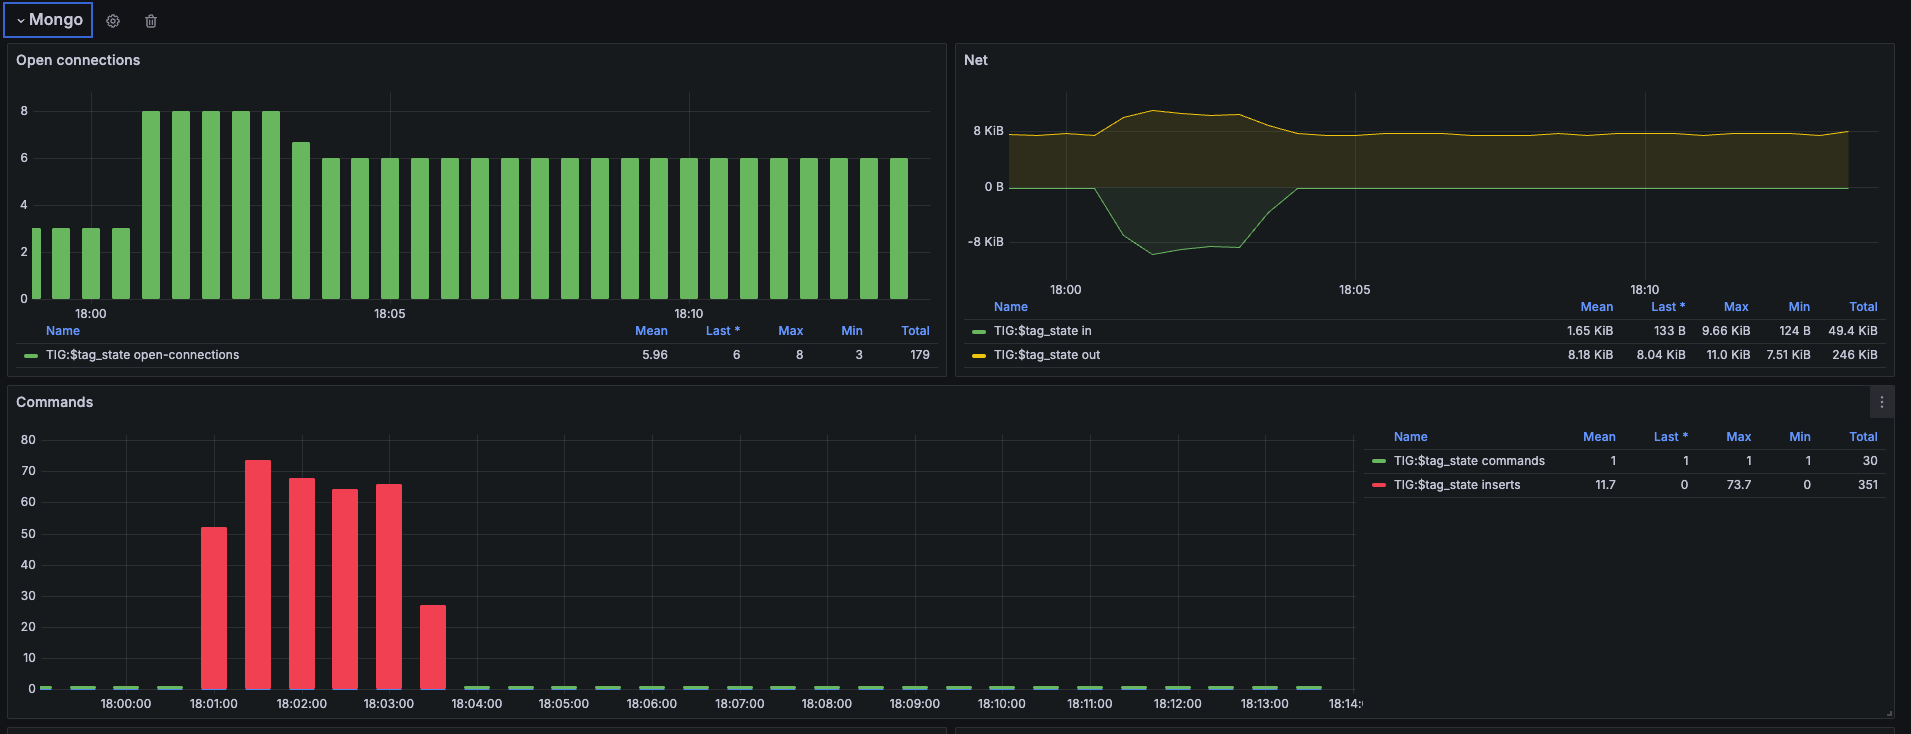 Mongo
Open connections
8
6
4
2
0
18:00 18:05 18:10
Name Mean Last * Max Min Total
TIG:$tag_state open-connections 5.96 6 8 3 179
Net
8 KiB
0 B
-8 KiB
18:00 18:05 18:10
Name Mean Last * Max Min Total
TIG:$tag_state in 1.65 KiB 133 B 9.66 KiB 124 B 49.4 KiB
TIG:$tag_state out 8.18 KiB 8.04 KiB 11.0 KiB 7.51 KiB 246 KiB
Commands
80
70
60
50
40
30
20
10
0
18:00:00 18:01:00 18:02:00 18:03:00 18:04:00 18:05:00 18:06:00 18:07:00 18:08:00 18:09:00 18:10:00 18:11:00 18:12:00 18:13:00 18:14:
Name Mean Last * Max Min Total
TIG:$tag_state commands 1 1 1 1 30
TIG:$tag_state inserts 11.7 0 73.7 0 351